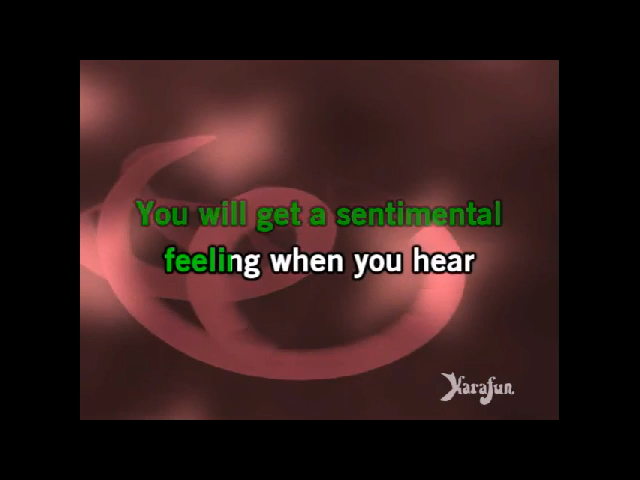 You will get a sentimental
feeling when you hear
Karafun.